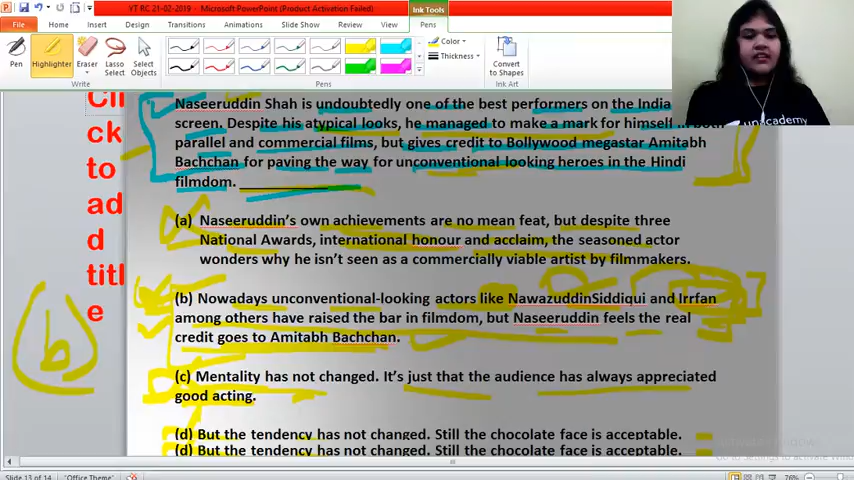 YT RC 21-02-2019 - Microsoft PowerPoint (Product Activation Failed)
Ink Tools
File Home Insert Design Transitions Animations Slide Show Review View Pens
Pen
Highlighter
Eraser
Lasso Select
Select Objects
Color
Thickness
Convert to Shapes
Write
Pens
Ink Art
unacademy
Cli
ck
to
ad
d
titl
e
Naseeruddin Shah is undoubtedly one of the best performers on the India
screen. Despite his atypical looks, he managed to make a mark for himself in both
parallel and commercial films, but gives credit to Bollywood megastar Amitabh
Bachchan for paving the way for unconventional looking heroes in the Hindi
filmdom.
(a) Naseeruddin's own achievements are no mean feat, but despite three
National Awards, international honour and acclaim, the seasoned actor
wonders why he isn't seen as a commercially viable artist by filmmakers.
(b) Nowadays unconventional-looking actors like NawazuddinSiddiqui and Irrfan
among others have raised the bar in filmdom, but Naseeruddin feels the real
credit goes to Amitabh Bachchan.
b
(c) Mentality has not changed. It's just that the audience has always appreciated
good acting.
(d) But the tendency has not changed. Still the chocolate face is acceptable.
(d) But the tendency has not changed. Still the chocolate face is acceptable.
Slide 13 of 14 "Office Theme" 76%